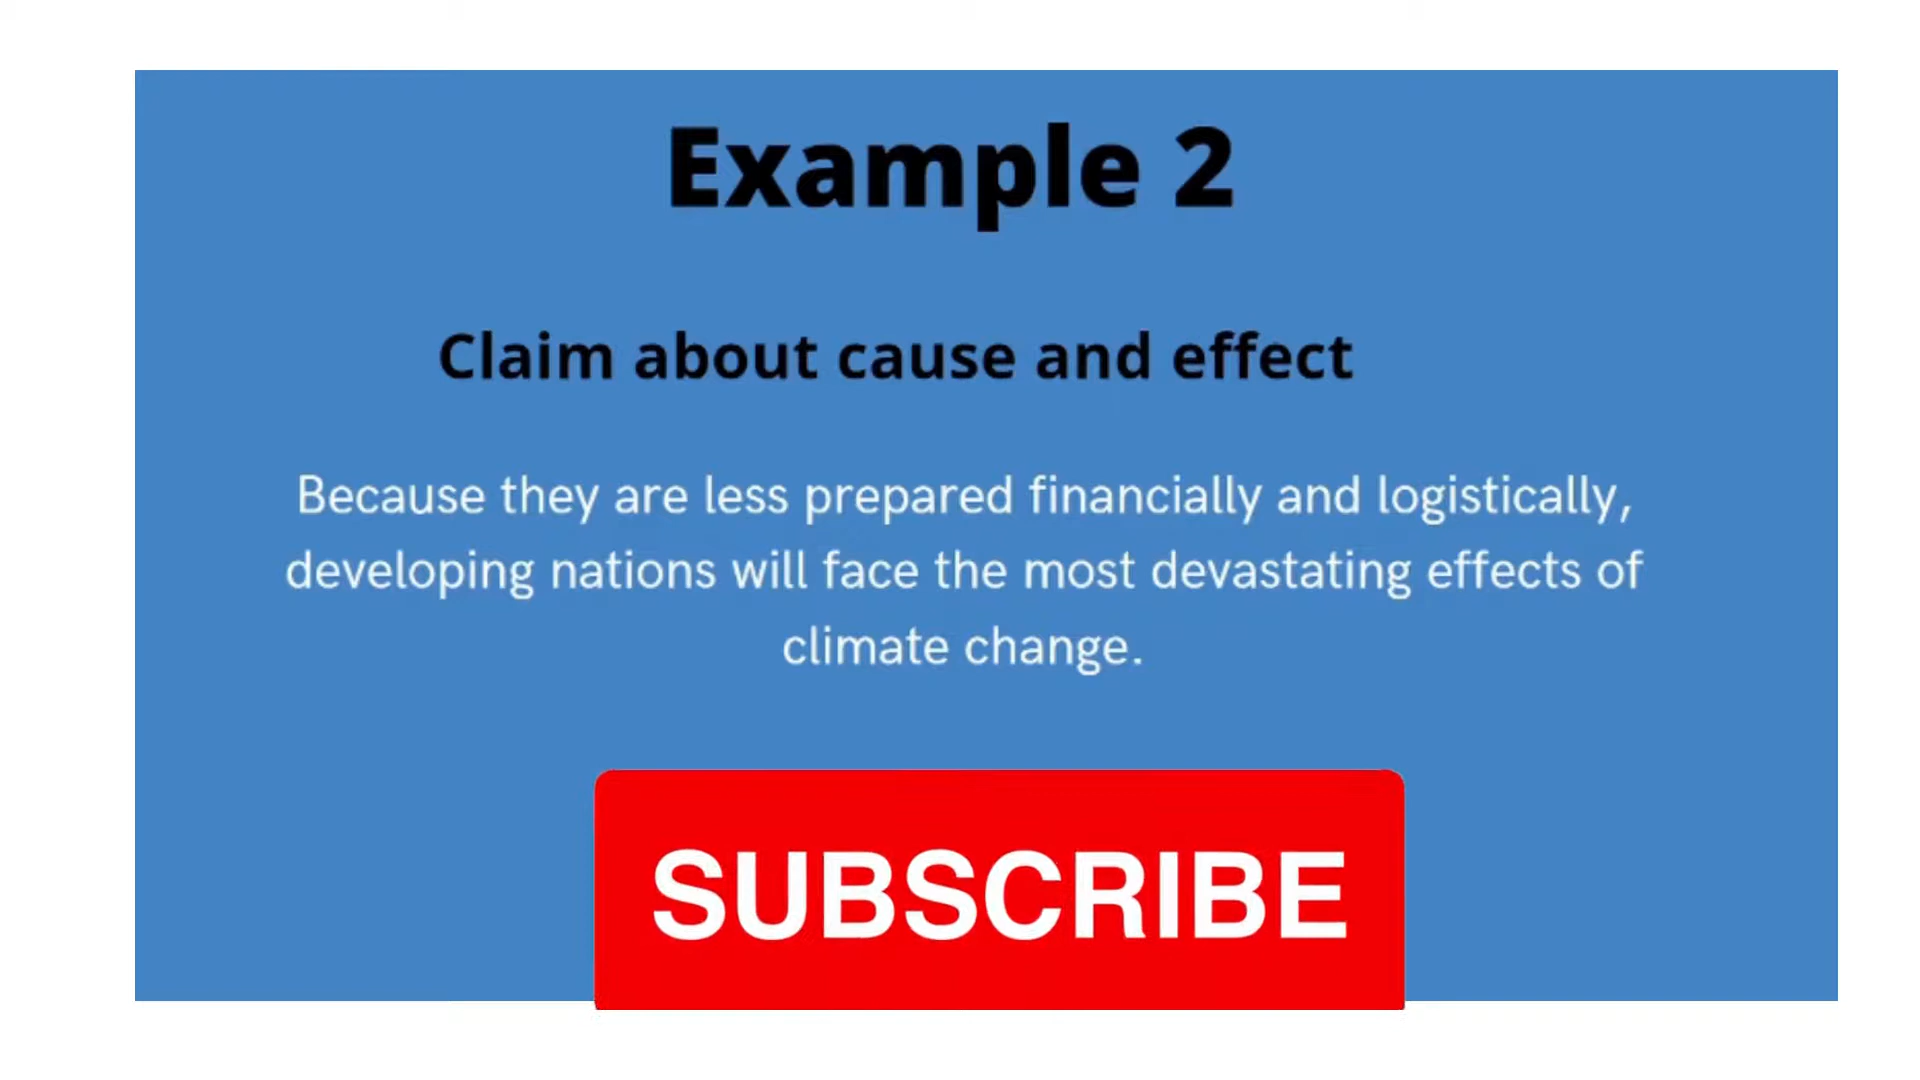 Example 2
Claim about cause and effect
Because they are less prepared financially and logistically,
developing nations will face the most devastating effects of
climate change.
SUBSCRIBE